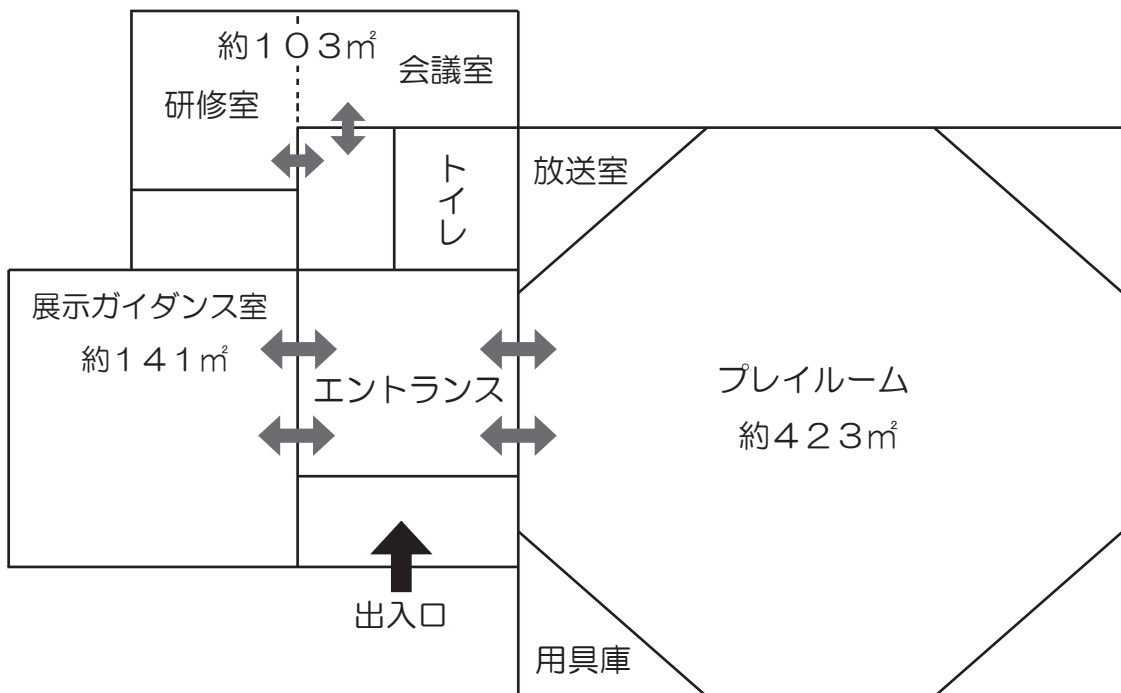 約１０３㎡
会議室
研修室
トイレ
放送室
展示ガイダンス室
約１４１㎡
エントランス
プレイルーム
約４２３㎡
出入口
用具庫